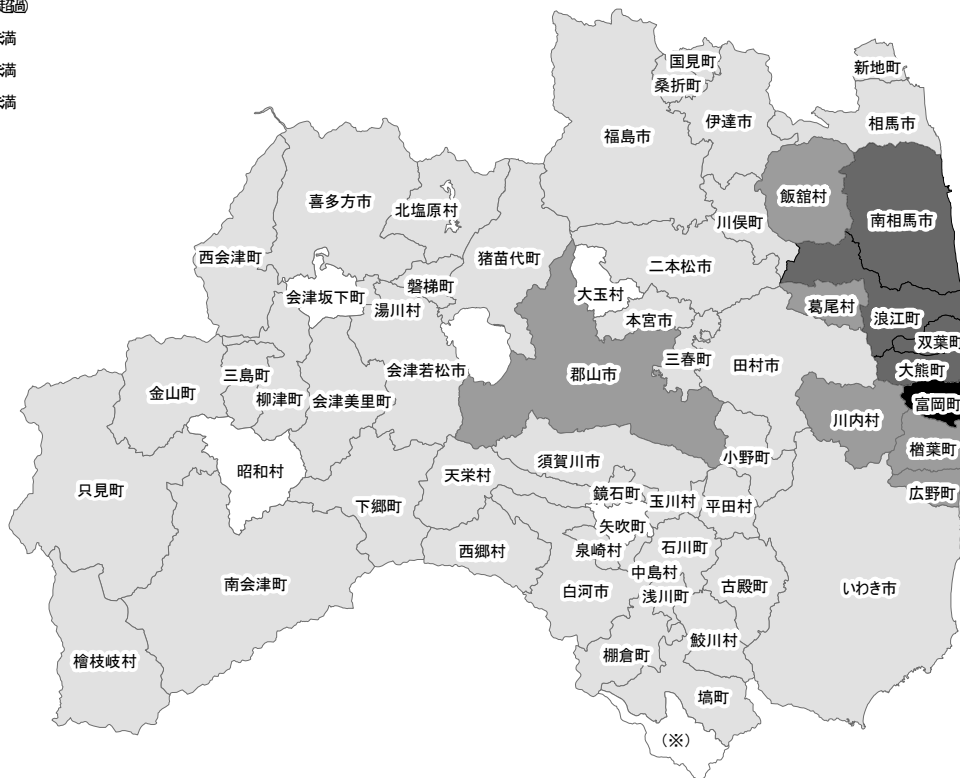 超過)
未満
未満
未満
国見町
桑折町
新地町
伊達市
相馬市
福島市
飯舘村
喜多方市
北塩原村
南相馬市
川俣町
西会津町
猪苗代町
二本松市
磐梯町
会津坂下町
大玉村
湯川村
葛尾村
浪江町
本宮市
双葉町
三春町
田村市
会津若松市
大熊町
三島町
郡山市
金山町
柳津町
会津美里町
富岡町
川内村
楢葉町
小野町
須賀川市
昭和村
天栄村
只見町
鏡石町
広野町
玉川村
下郷町
平田村
矢吹町
西郷村
泉崎村
石川町
中島村
南会津町
白河市
古殿町
いわき市
浅川町
鮫川村
棚倉町
檜枝岐村
塙町
(※)